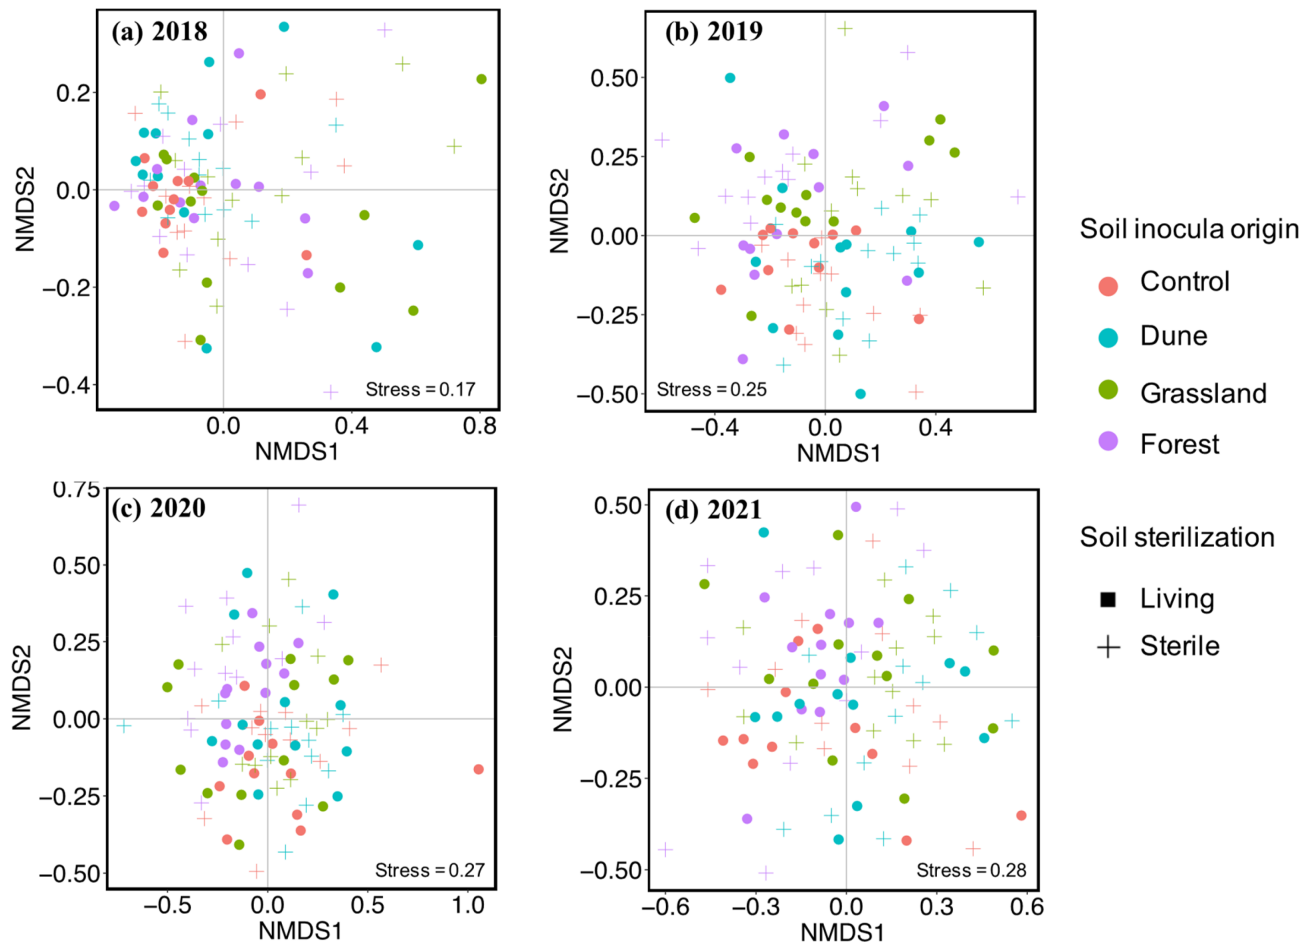 (a) 2018
NMDS2
0.2
0.0
−0.2
−0.4
Stress = 0.17
0.0
0.4
0.8
NMDS1
(b) 2019
NMDS2
0.50
0.25
0.00
−0.25
−0.50
Stress = 0.25
−0.4
0.0
0.4
NMDS1
(c) 2020
NMDS2
0.75
0.50
0.25
0.00
−0.25
−0.50
Stress = 0.27
−0.5
0.0
0.5
1.0
NMDS1
(d) 2021
NMDS2
0.50
0.25
0.00
−0.25
−0.50
Stress = 0.28
−0.6
−0.3
0.0
0.3
0.6
NMDS1
Soil inocula origin
Control
Dune
Grassland
Forest
Soil sterilization
Living
Sterile